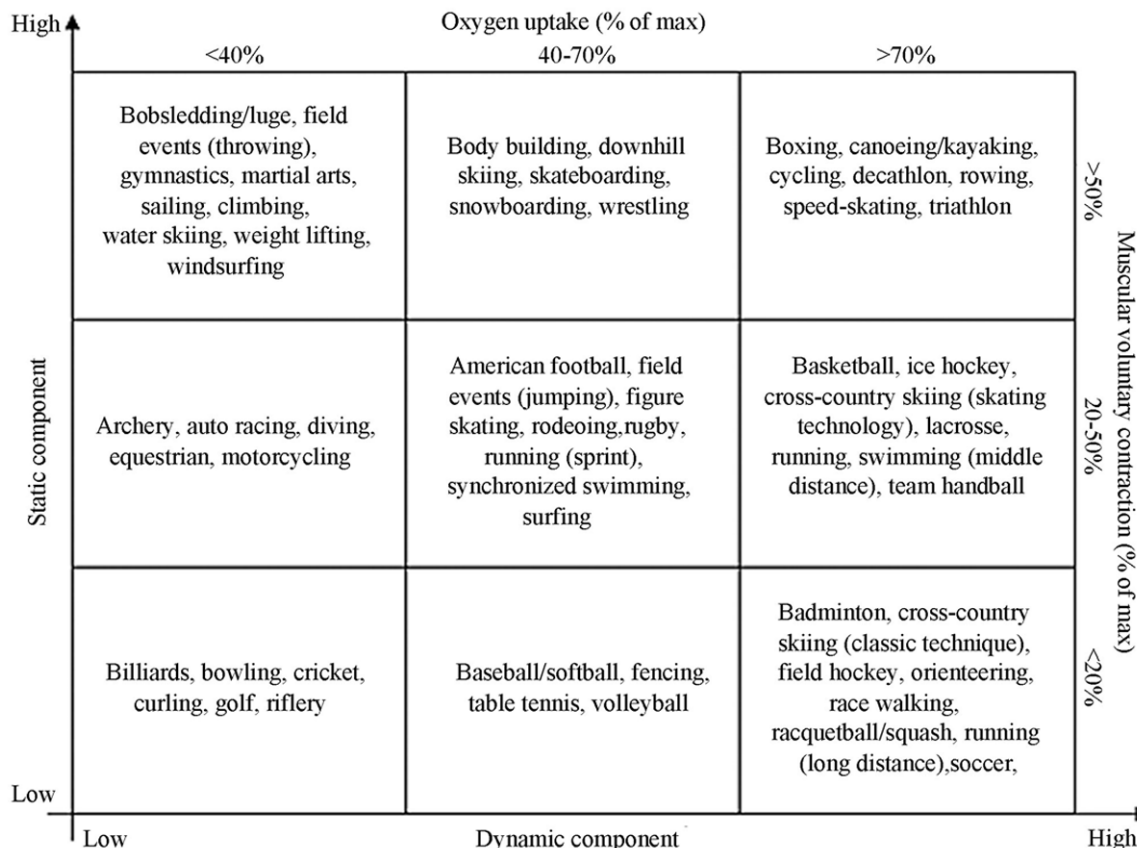 High
Oxygen uptake (% of max)
<40%
40-70%
>70%
Bobsledding/luge, field
events (throwing),
gymnastics, martial arts,
sailing, climbing,
water skiing, weight lifting,
windsurfing
Body building, downhill
skiing, skateboarding,
snowboarding, wrestling
Boxing, canoeing/kayaking,
cycling, decathlon, rowing,
speed-skating, triathlon
>50%
Static component
Archery, auto racing, diving,
equestrian, motorcycling
American football, field
events (jumping), figure
skating, rodeoing,rugby,
running (sprint),
synchronized swimming,
surfing
Basketball, ice hockey,
cross-country skiing (skating
technology), lacrosse,
running, swimming (middle
distance), team handball
20-50%
Muscular voluntary contraction (% of max)
Billiards, bowling, cricket,
curling, golf, riflery
Baseball/softball, fencing,
table tennis, volleyball
Badminton, cross-country
skiing (classic technique),
field hockey, orienteering,
race walking,
racquetball/squash, running
(long distance),soccer,
<20%
Low
Low
Dynamic component
High